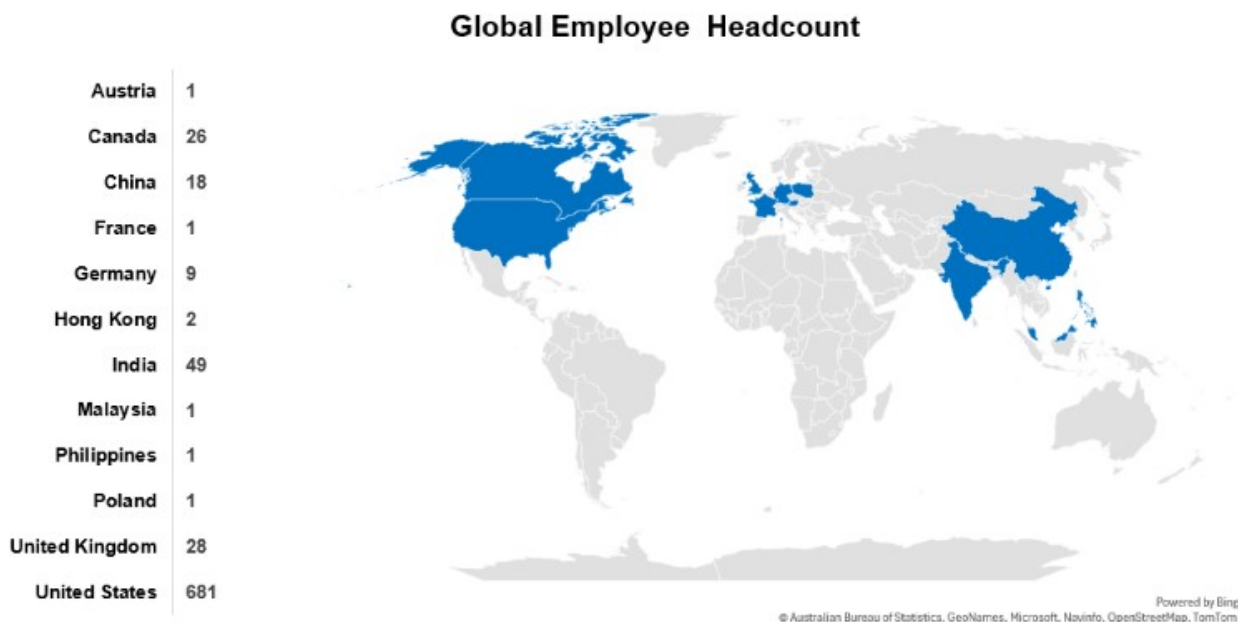 Global Employee Headcount
Austria 1
Canada 26
China 18
France 1
Germany 9
Hong Kong 2
India 49
Malaysia 1
Philippines 1
Poland 1
United Kingdom 28
United States 681
Powered by Bing
© Australian Bureau of Statistics, GeoNames, Microsoft, Navinfo, OpenStreetMap, TomTom